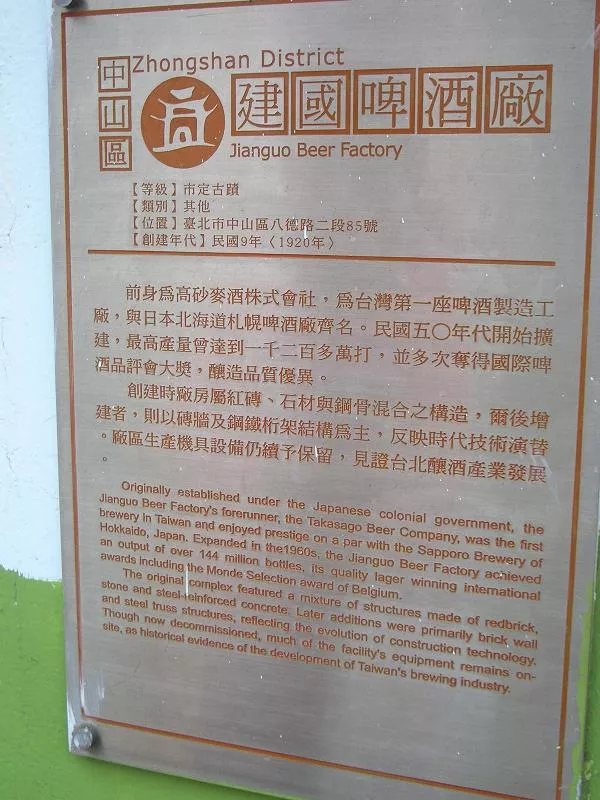 Zhongshan District
中山區
建國啤酒廠
Jianguo Beer Factory
【等級】市定古蹟
【類別】其他
【位置】臺北市中山區八德路二段85號
【創建年代】民國9年〈1920年〉
前身為高砂麥酒株式會社，為台灣第一座啤酒製造工
廠，與日本北海道札幌啤酒廠齊名。民國五〇年代開始擴
建，最高產量曾達到一千二百多萬打，並多次奪得國際啤
酒品評會大獎，釀造品質優異。
創建時廠房屬紅磚、石材與鋼骨混合之構造，爾後增
建者，則以磚牆及鋼鐵桁架結構為主，反映時代技術演替
。廠區生產機具設備仍續予保留，見證台北釀酒產業發展
。
Originally established under the Japanese colonial government, the
Jianguo Beer Factory's forerunner, the Takasago Beer Company, was the first
brewery in Taiwan and enjoyed prestige on a par with the Sapporo Brewery of
Hokkaido, Japan. Expanded in the1960s, the Jianguo Beer Factory achieved
an output of over 144 million bottles, its quality lager winning international
awards including the Monde Selection award of Belgium.
The original complex featured a mixture of structures made of redbrick,
stone and steel-reinforced concrete. Later additions were primarily brick wall
and steel truss structures, reflecting the evolution of construction technology.
Though now decommissioned, much of the facility's equipment remains on-
site, as historical evidence of the development of Taiwan's brewing industry.